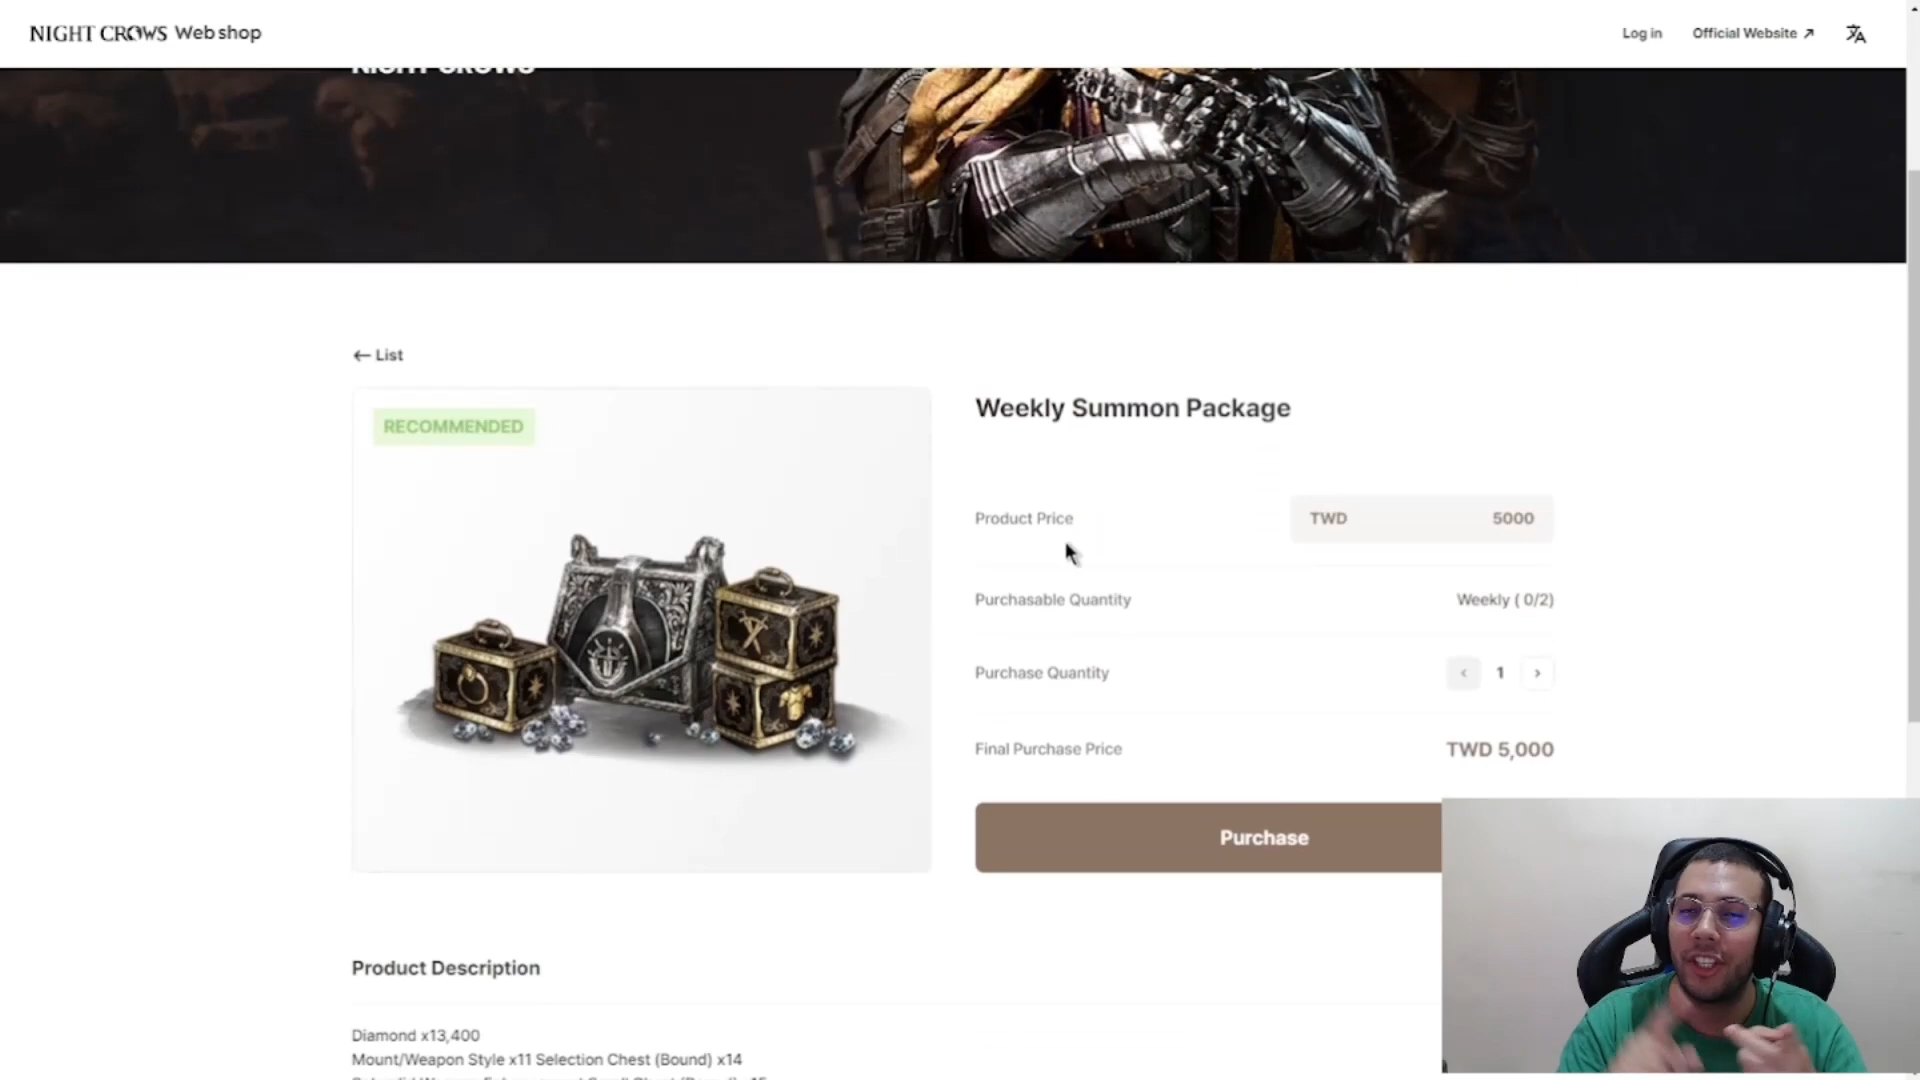 NIGHT CROWS Web shop
Log in
Official Website ↗
NIGHT CROWS
← List
RECOMMENDED
Weekly Summon Package
Product Price
TWD 5000
Purchasable Quantity
Weekly ( 0/2)
Purchase Quantity
< 1 >
Final Purchase Price
TWD 5,000
Purchase
Product Description
Diamond x13,400
Mount/Weapon Style x11 Selection Chest (Bound) x14